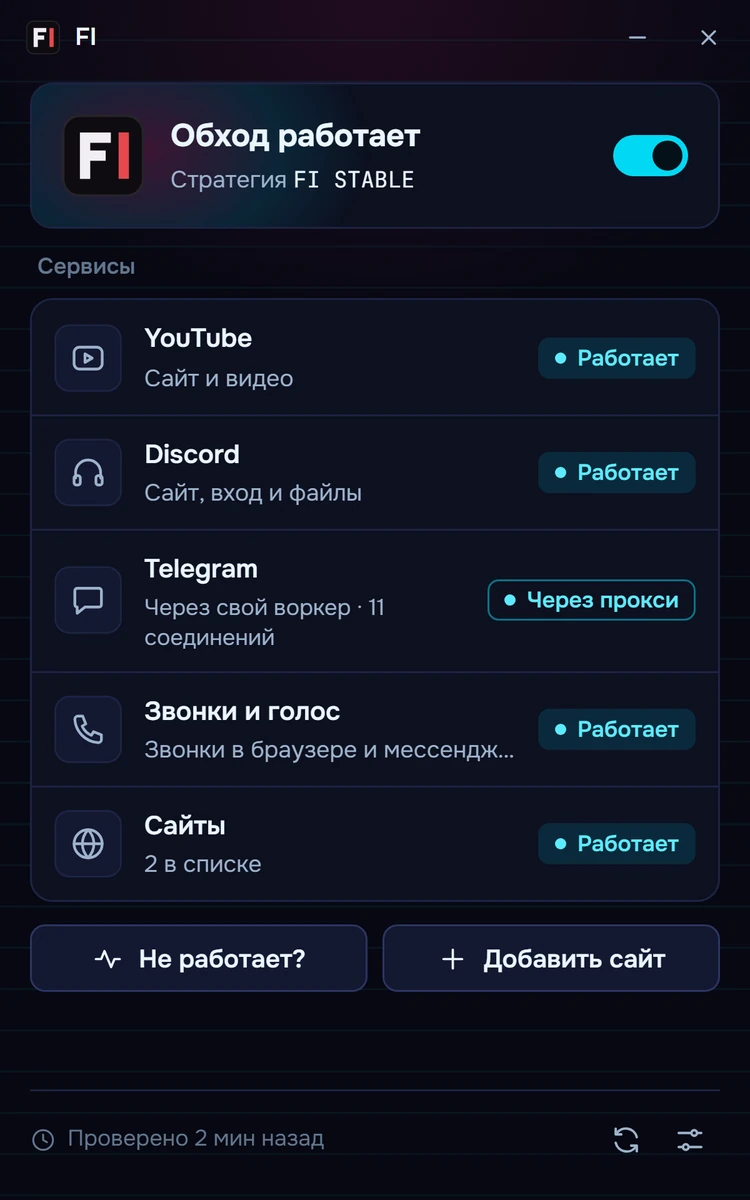 FI FI
FI
Обход работает
Стратегия FI STABLE
Сервисы
YouTube
Сайт и видео
Работает
Discord
Сайт, вход и файлы
Работает
Telegram
Через свой воркер · 11
соединений
Через прокси
Звонки и голос
Звонки в браузере и мессендж...
Работает
Сайты
2 в списке
Работает
Не работает?
Добавить сайт
Проверено 2 мин назад